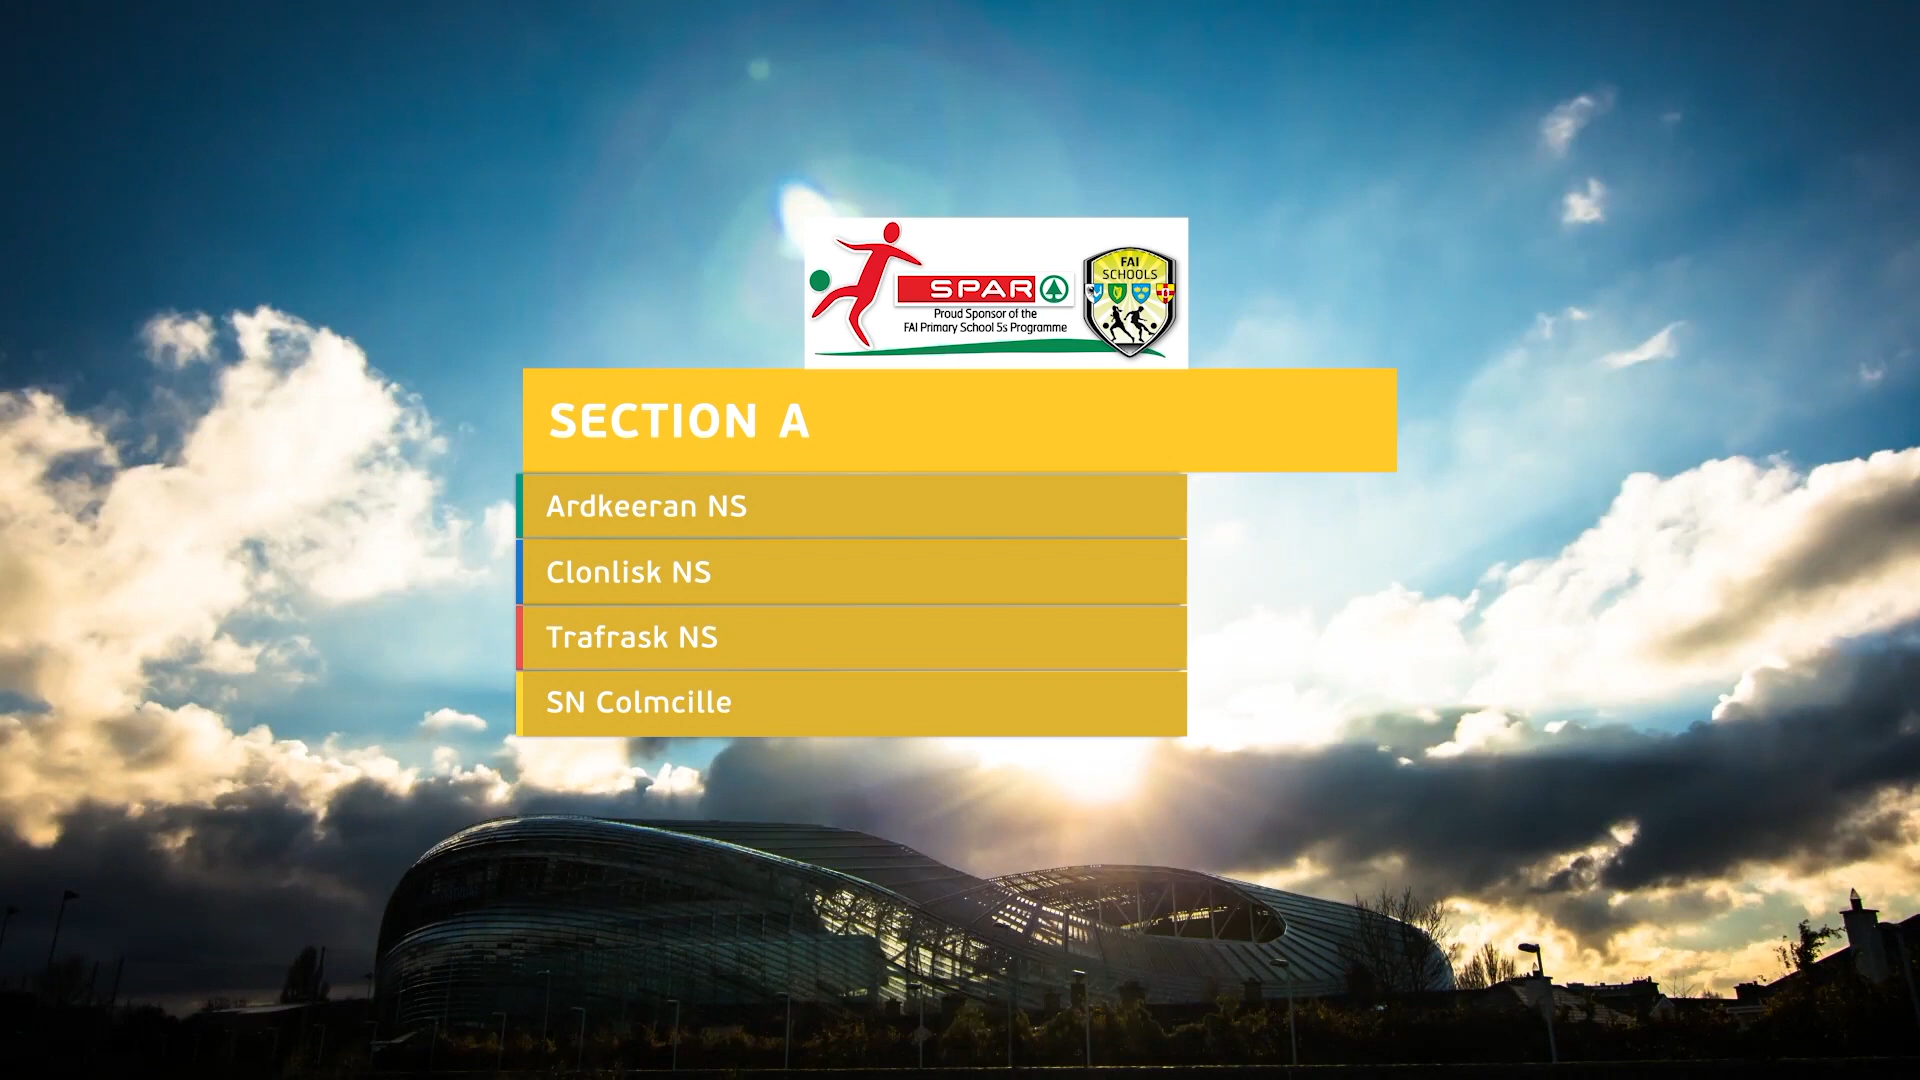 SPAR
Proud Sponsor of the
FAI Primary School 5s Programme
FAI
SCHOOLS
SECTION A
Ardkeeran NS
Clonlisk NS
Trafrask NS
SN Colmcille